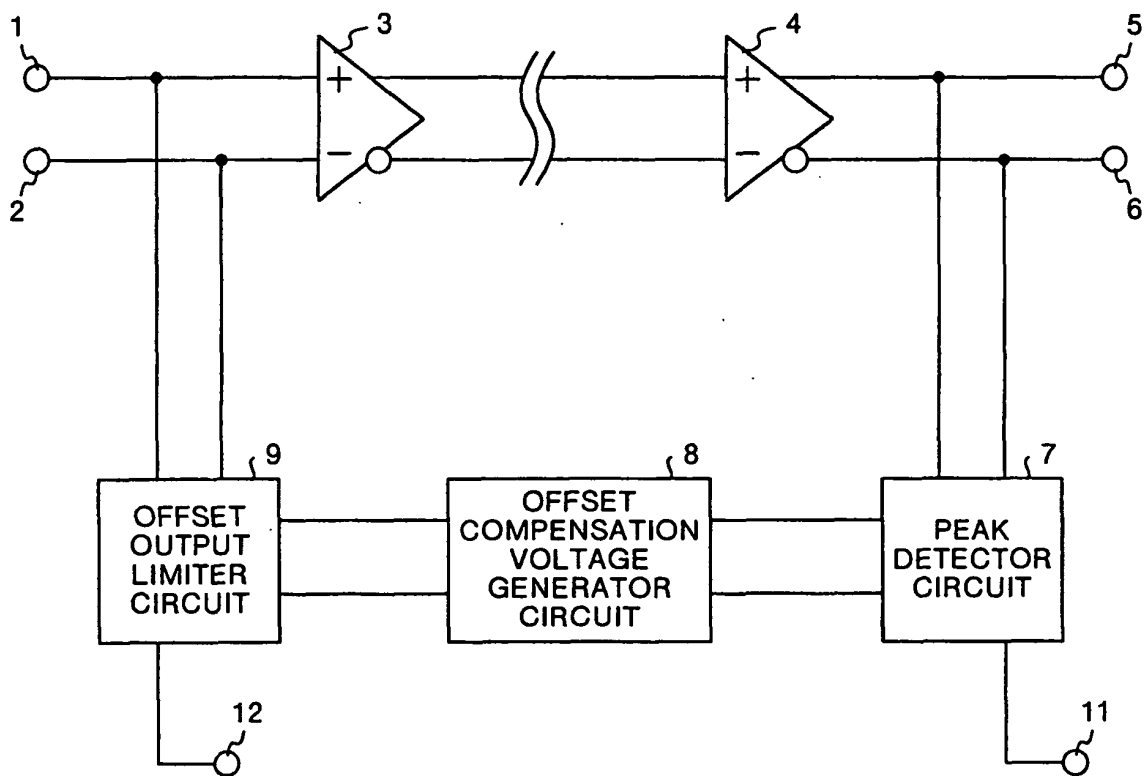 1
3
4
5
+
+
−
−
2
6
9
8
7
OFFSET
OUTPUT
LIMITER
CIRCUIT
OFFSET
COMPENSATION
VOLTAGE
GENERATOR
CIRCUIT
PEAK
DETECTOR
CIRCUIT
12
11